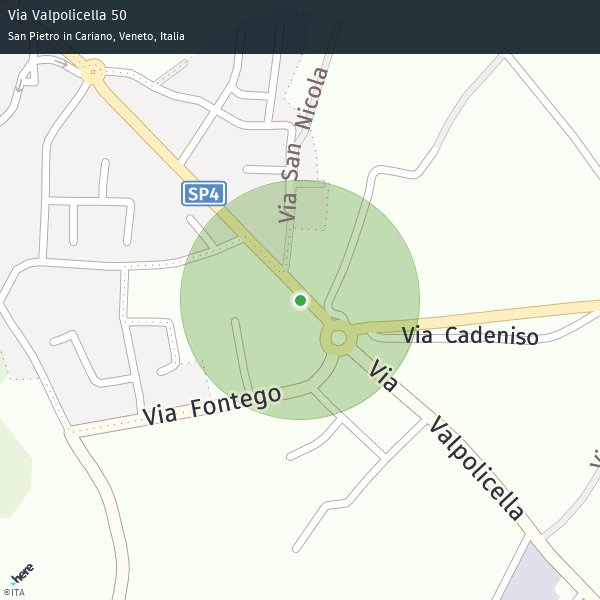 Via Valpolicella 50
San Pietro in Cariano, Veneto, Italia
Via San Nicola
SP4
Via Cadeniso
Via Fontego
Via Valpolicella
Vi
here
©ITA